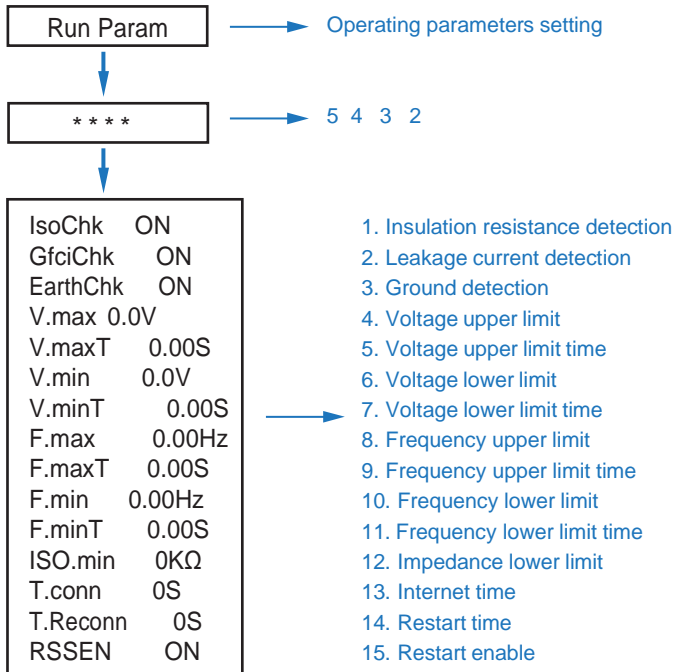 Run Param
Operating parameters setting
* * * *
5 4 3 2
IsoChk ON
GfciChk ON
EarthChk ON
V.max 0.0V
V.maxT 0.00S
V.min 0.0V
V.minT 0.00S
F.max 0.00Hz
F.maxT 0.00S
F.min 0.00Hz
F.minT 0.00S
ISO.min 0KΩ
T.conn 0S
T.Reconn 0S
RSSEN ON
1. Insulation resistance detection
2. Leakage current detection
3. Ground detection
4. Voltage upper limit
5. Voltage upper limit time
6. Voltage lower limit
7. Voltage lower limit time
8. Frequency upper limit
9. Frequency upper limit time
10. Frequency lower limit
11. Frequency lower limit time
12. Impedance lower limit
13. Internet time
14. Restart time
15. Restart enable